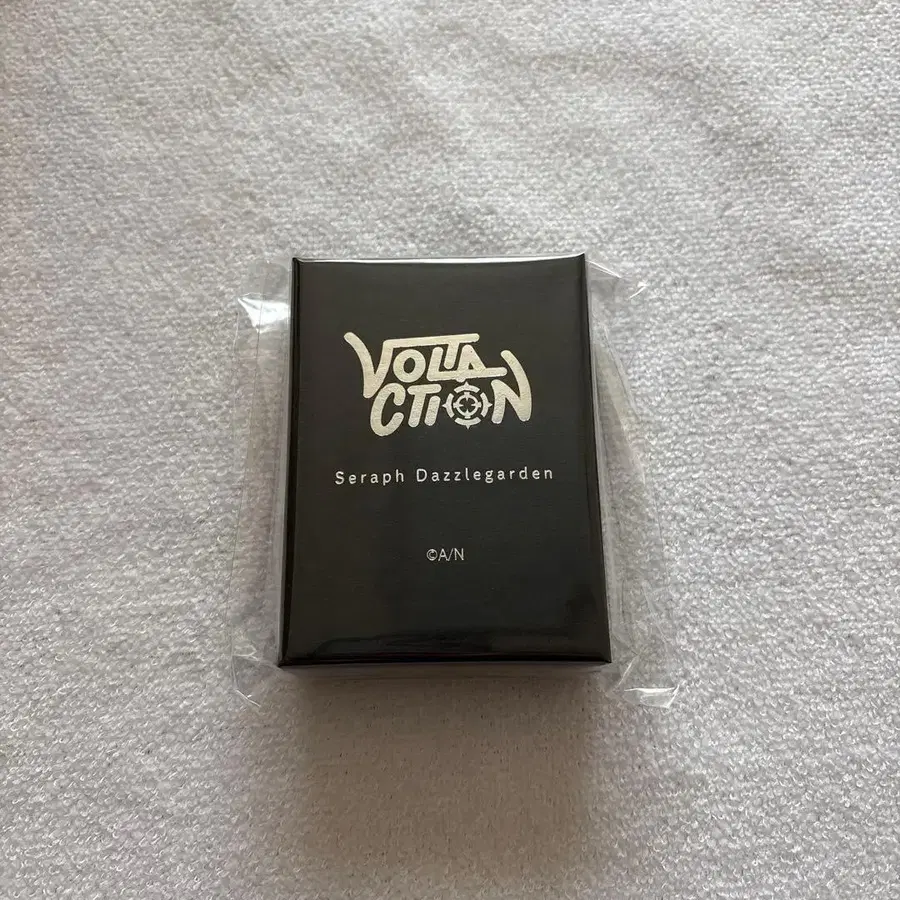 VOLTA
CTION
Seraph Dazzlegarden
©A/N